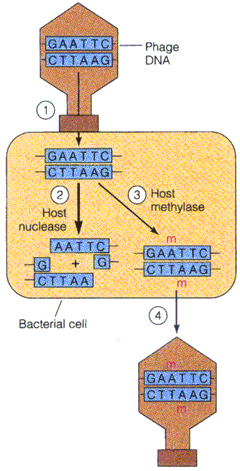 GAATTC
CTTAAG
Phage
DNA
1
GAATTC
CTTAAG
2
Host
nuclease
3
Host
methylase
AATTC
G + G
CTTAA
m
GAATTC
CTTAAG
m
Bacterial cell
4
m
GAATTC
CTTAAG
m